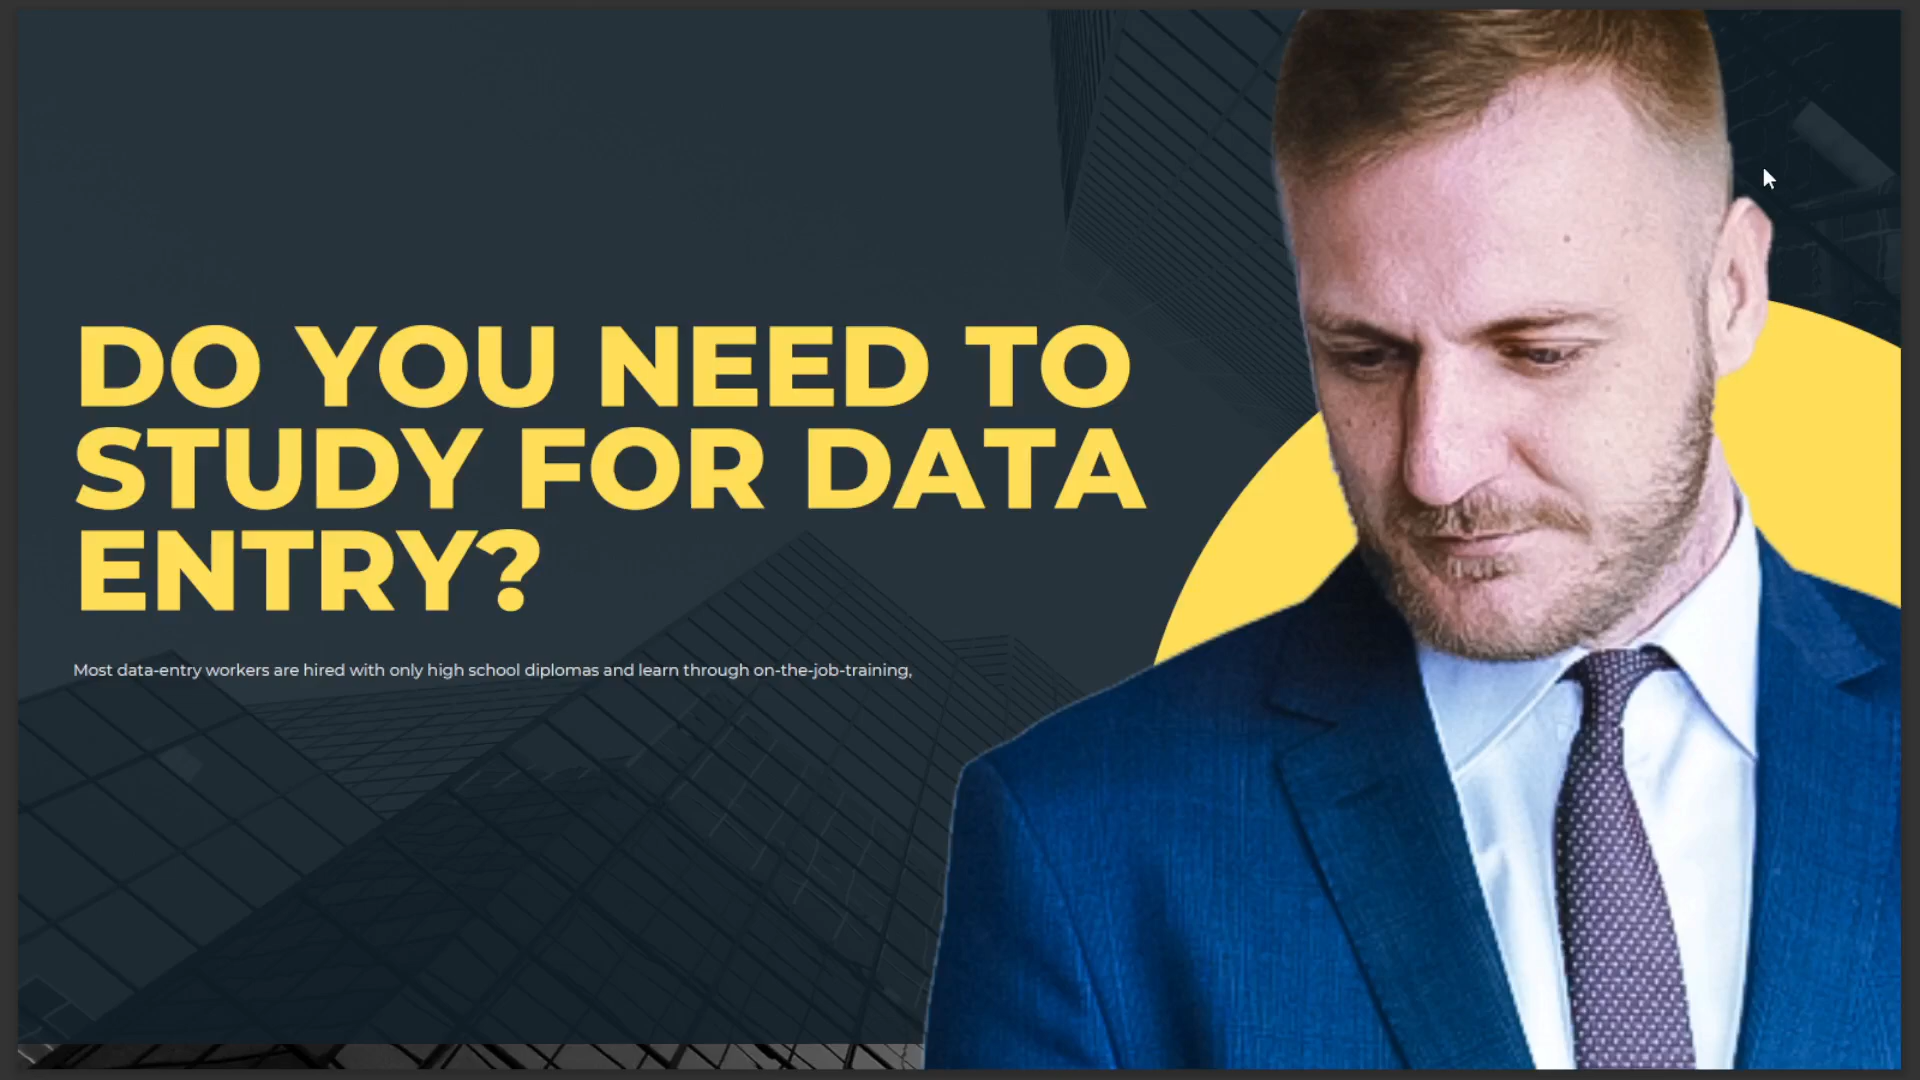 DO YOU NEED TO
STUDY FOR DATA
ENTRY?
Most data-entry workers are hired with only high school diplomas and learn through on-the-job-training,